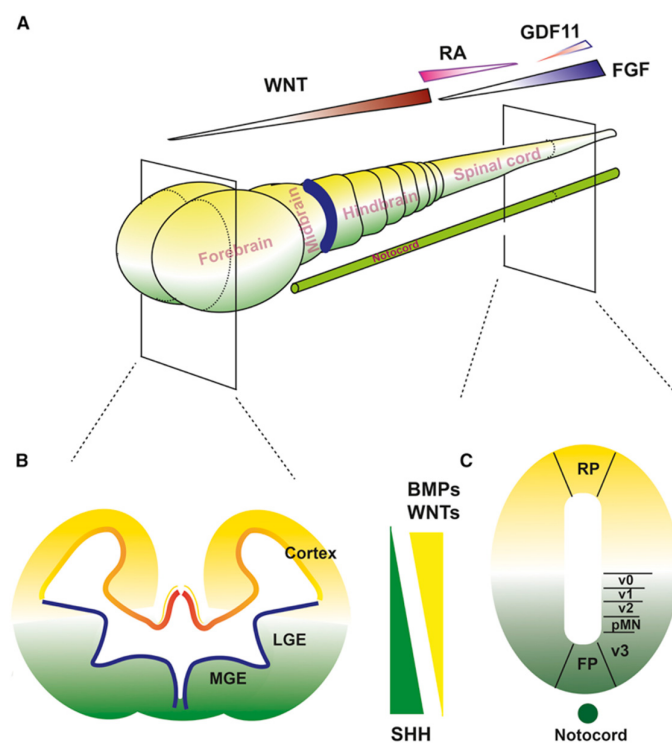 A
GDF11
RA
WNT
FGF
Spinal cord
Midbrain
Hindbrain
Forebrain
Notocord
B
C
BMPs
WNTs
RP
Cortex
v0
v1
v2
LGE
pMN
v3
MGE
FP
SHH
Notocord